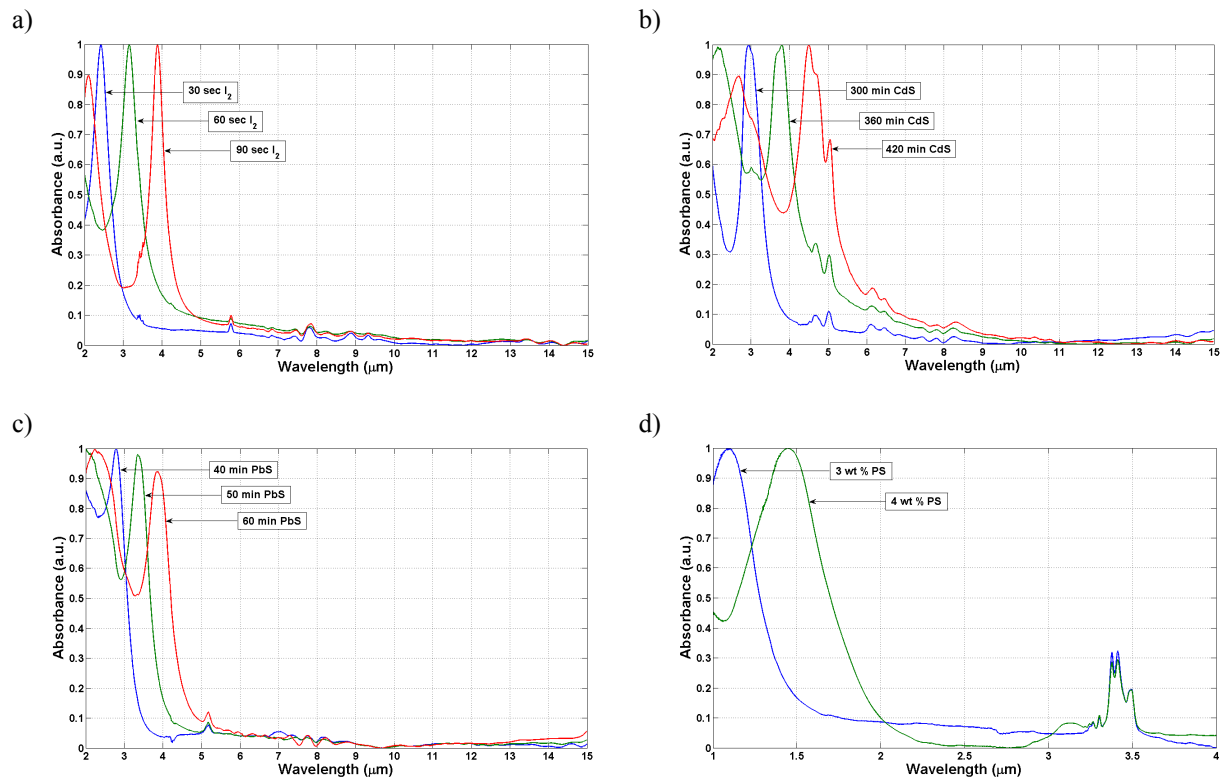 a)
1
0.9
0.8
0.7
0.6
0.5
0.4
0.3
0.2
0.1
0
Absorbance (a.u.)
30 sec I2
60 sec I2
90 sec I2
2 3 4 5 6 7 8 9 10 11 12 13 14 15
Wavelength (μm)
b)
1
0.9
0.8
0.7
0.6
0.5
0.4
0.3
0.2
0.1
0
Absorbance (a.u.)
300 min CdS
360 min CdS
420 min CdS
2 3 4 5 6 7 8 9 10 11 12 13 14 15
Wavelength (μm)
c)
1
0.9
0.8
0.7
0.6
0.5
0.4
0.3
0.2
0.1
0
Absorbance (a.u.)
40 min PbS
50 min PbS
60 min PbS
2 3 4 5 6 7 8 9 10 11 12 13 14 15
Wavelength (μm)
d)
1
0.9
0.8
0.7
0.6
0.5
0.4
0.3
0.2
0.1
0
Absorbance (a.u.)
3 wt % PS
4 wt % PS
1 1.5 2 2.5 3 3.5 4
Wavelength (μm)